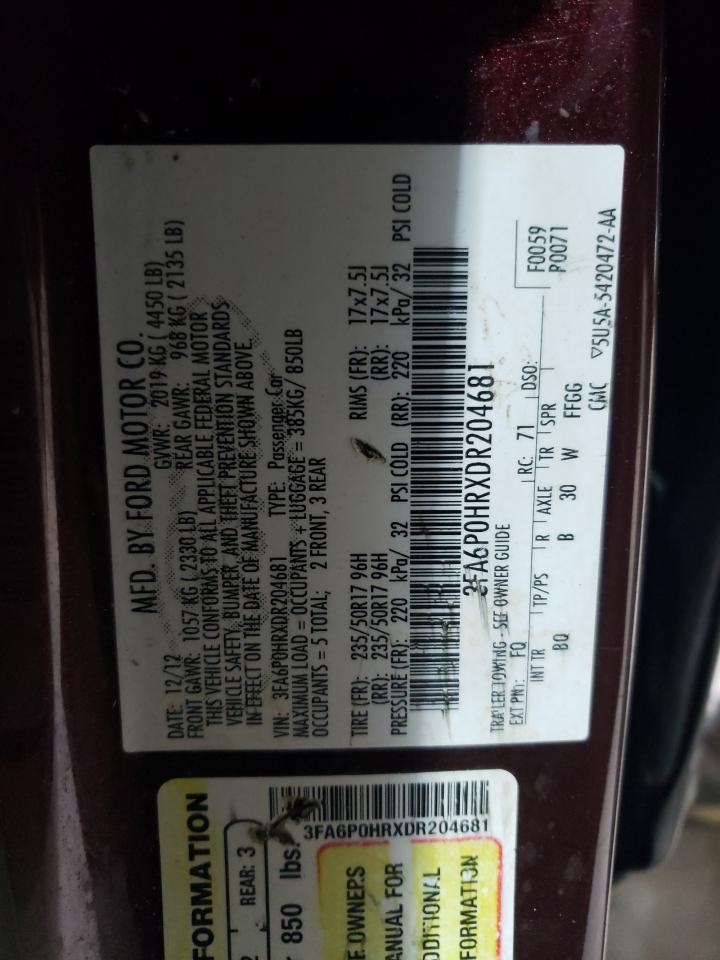 MFD. BY FORD MOTOR CO.
DATE: 12/12 GVWR: 2019 KG ( 4450 LB)
FRONT GAWR: 1057 KG ( 2330 LB) REAR GAWR: 968 KG ( 2135 LB)
THIS VEHICLE CONFORMS TO ALL APPLICABLE FEDERAL MOTOR
VEHICLE SAFETY, BUMPER, AND THEFT PREVENTION STANDARDS
IN EFFECT ON THE DATE OF MANUFACTURE SHOWN ABOVE.
VIN: 3FA6P0HRXDR204681 TYPE: Passenger Car
MAXIMUM LOAD = OCCUPANTS + LUGGAGE = 385KG/ 850LB
OCCUPANTS = 5 TOTAL; 2 FRONT, 3 REAR
TIRE (FR): 235/50R17 96H RIMS (FR): 17x7.5J
(RR): 235/50R17 96H (RR): 17x7.5J
PRESSURE (FR): 220 kPa/ 32 PSI COLD (RR): 220 kPa/ 32 PSI COLD
3FA6P0HRXDR204681
TRAILER TOWING - SEE OWNER GUIDE
EXT PNT: FQ RC: 71 DSO: F0059
P0071
INT TR TP/PS R AXLE TR SPR
BQ B 30 W FFGG
CMC ▽5U5A-5420472-AA
FORMATION
2 REAR: 3
850 lbs.
3FA6P0HRXDR204681
E OWNERS
ANUAL FOR
DDITIONAL
FORMATION